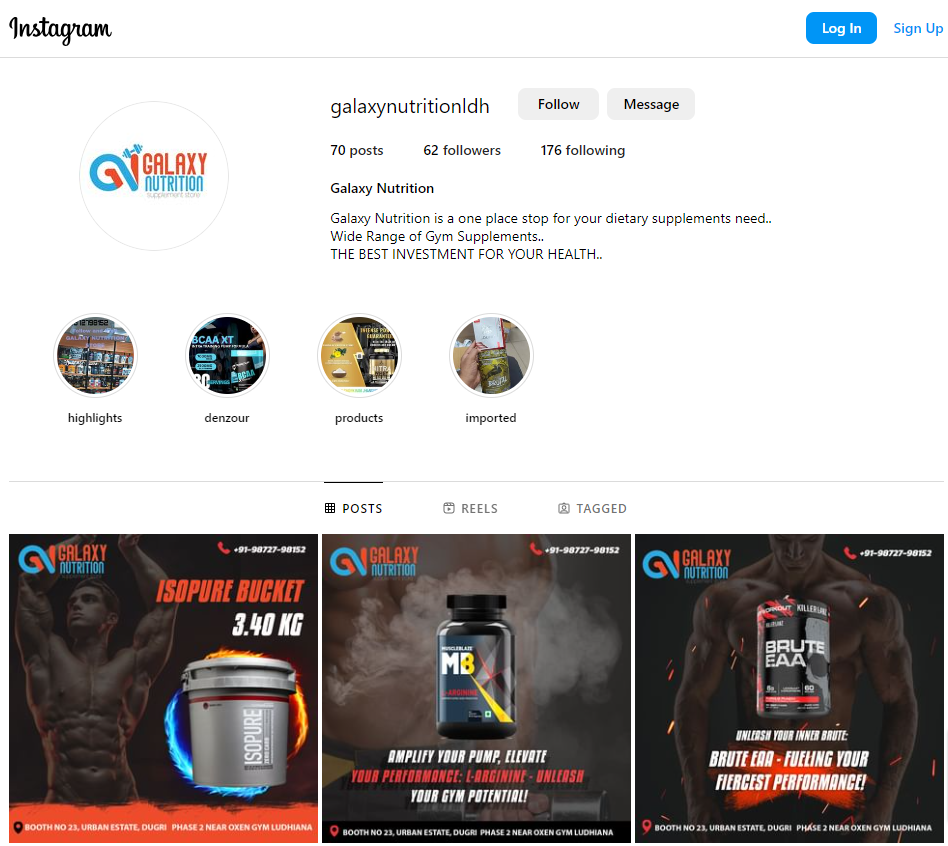 Instagram
Log In
Sign Up
galaxynutritionldh
Follow
Message
70 posts
62 followers
176 following
Galaxy Nutrition
Galaxy Nutrition is a one place stop for your dietary supplements need..
Wide Range of Gym Supplements..
THE BEST INVESTMENT FOR YOUR HEALTH..
GALAXY
NUTRITION
supplement store
GALAXY NUTRITION
BCAA XT
BCAA
INTENSE
highlights
denzour
products
imported
POSTS
REELS
TAGGED
GALAXY
NUTRITION
+91-98727-98152
ISOPURE BUCKET
3.40 KG
ISOPURE
ZERO CARB
BOOTH NO 23, URBAN ESTATE, DUGRI PHASE 2 NEAR OXEN GYM LUDHIANA
GALAXY
NUTRITION
+91-98727-98152
MUSCLEBLAZE
MB
L-ARGININE
AMPLIFY YOUR PUMP, ELEVATE
YOUR PERFORMANCE: L-ARGININE - UNLEASH
YOUR GYM POTENTIAL!
BOOTH NO 23, URBAN ESTATE, DUGRI PHASE 2 NEAR OXEN GYM LUDHIANA
GALAXY
NUTRITION
+91-98727-98152
BRUTE
EAA
60
UNLEASH YOUR INNER BRUTE:
BRUTE EAA - FUELING YOUR
FIERCEST PERFORMANCE!
BOOTH NO 23, URBAN ESTATE, DUGRI PHASE 2 NEAR OXEN GYM LUDHIANA